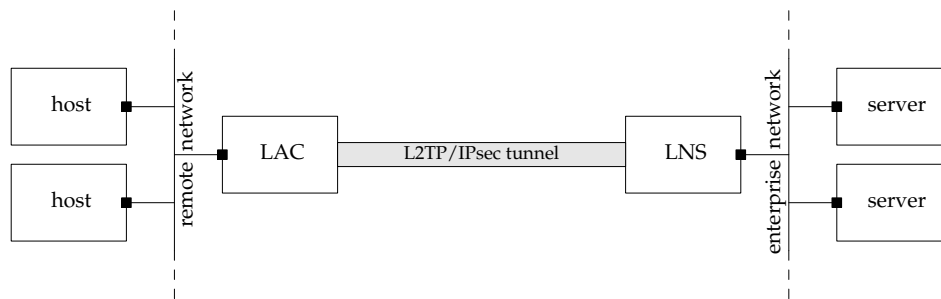 host
host
remote network
LAC
L2TP/IPsec tunnel
LNS
enterprise network
server
server